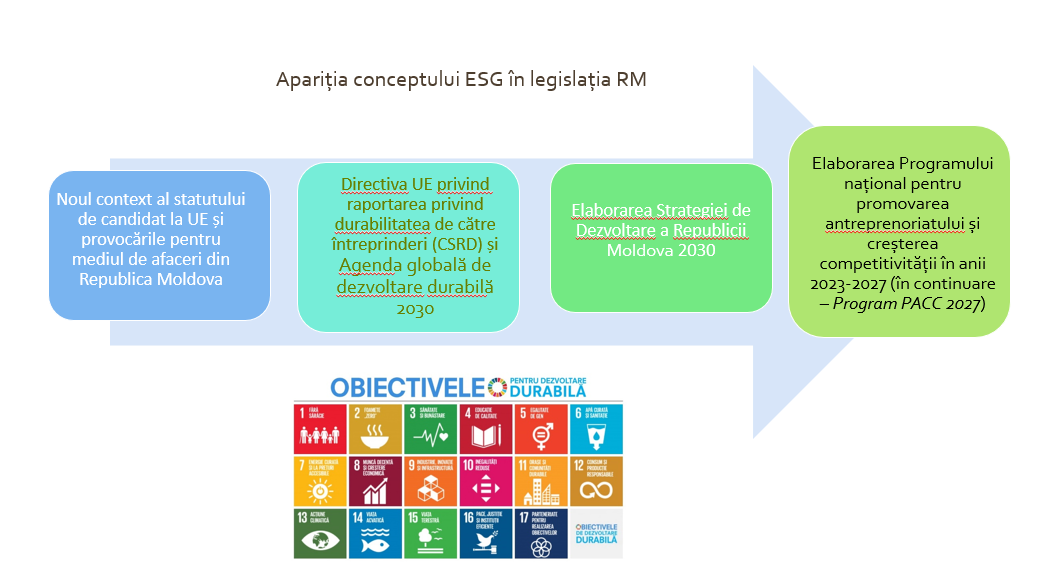 Apariția conceptului ESG în legislația RM
Noul context al statutului
de candidat la UE și
provocările pentru
mediul de afaceri din
Republica Moldova
Directiva UE privind
raportarea privind
durabilitatea de către
întreprinderi (CSRD) și
Agenda globală de
dezvoltare durabilă
2030
Elaborarea Strategiei de
Dezvoltare a Republicii
Moldova 2030
Elaborarea Programului
național pentru
promovarea
antreprenoriatului și
creșterea
competitivității în anii
2023-2027 (în continuare
– Program PACC 2027)
OBIECTIVELE
PENTRU DEZVOLTARE
DURABILĂ
1 FĂRĂ
SĂRĂCIE
2 FOAMETE
„ZERO”
3 SĂNĂTATE
ȘI BUNĂSTARE
4 EDUCAȚIE
DE CALITATE
5 EGALITATE
DE GEN
6 APĂ CURATĂ
ȘI SANITAȚIE
7 ENERGIE CURATĂ
ȘI LA PREȚURI
ACCESIBILE
8 MUNCĂ DECENTĂ
ȘI CREȘTERE
ECONOMICĂ
9 INDUSTRIE, INOVAȚIE
ȘI INFRASTRUCTURĂ
10 INEGALITĂȚI
REDUSE
11 ORAȘE ȘI
COMUNITĂȚI
DURABILE
12 CONSUM ȘI
PRODUCȚIE
RESPONSABILE
13 ACȚIUNE
CLIMATICĂ
14 VIAȚA
ACVATICĂ
15 VIAȚA
TERESTRĂ
16 PACE, JUSTIȚIE
ȘI INSTITUȚII
EFICIENTE
17 PARTENERIATE
PENTRU
REALIZAREA
OBIECTIVELOR
OBIECTIVELE
DE DEZVOLTARE
DURABILĂ